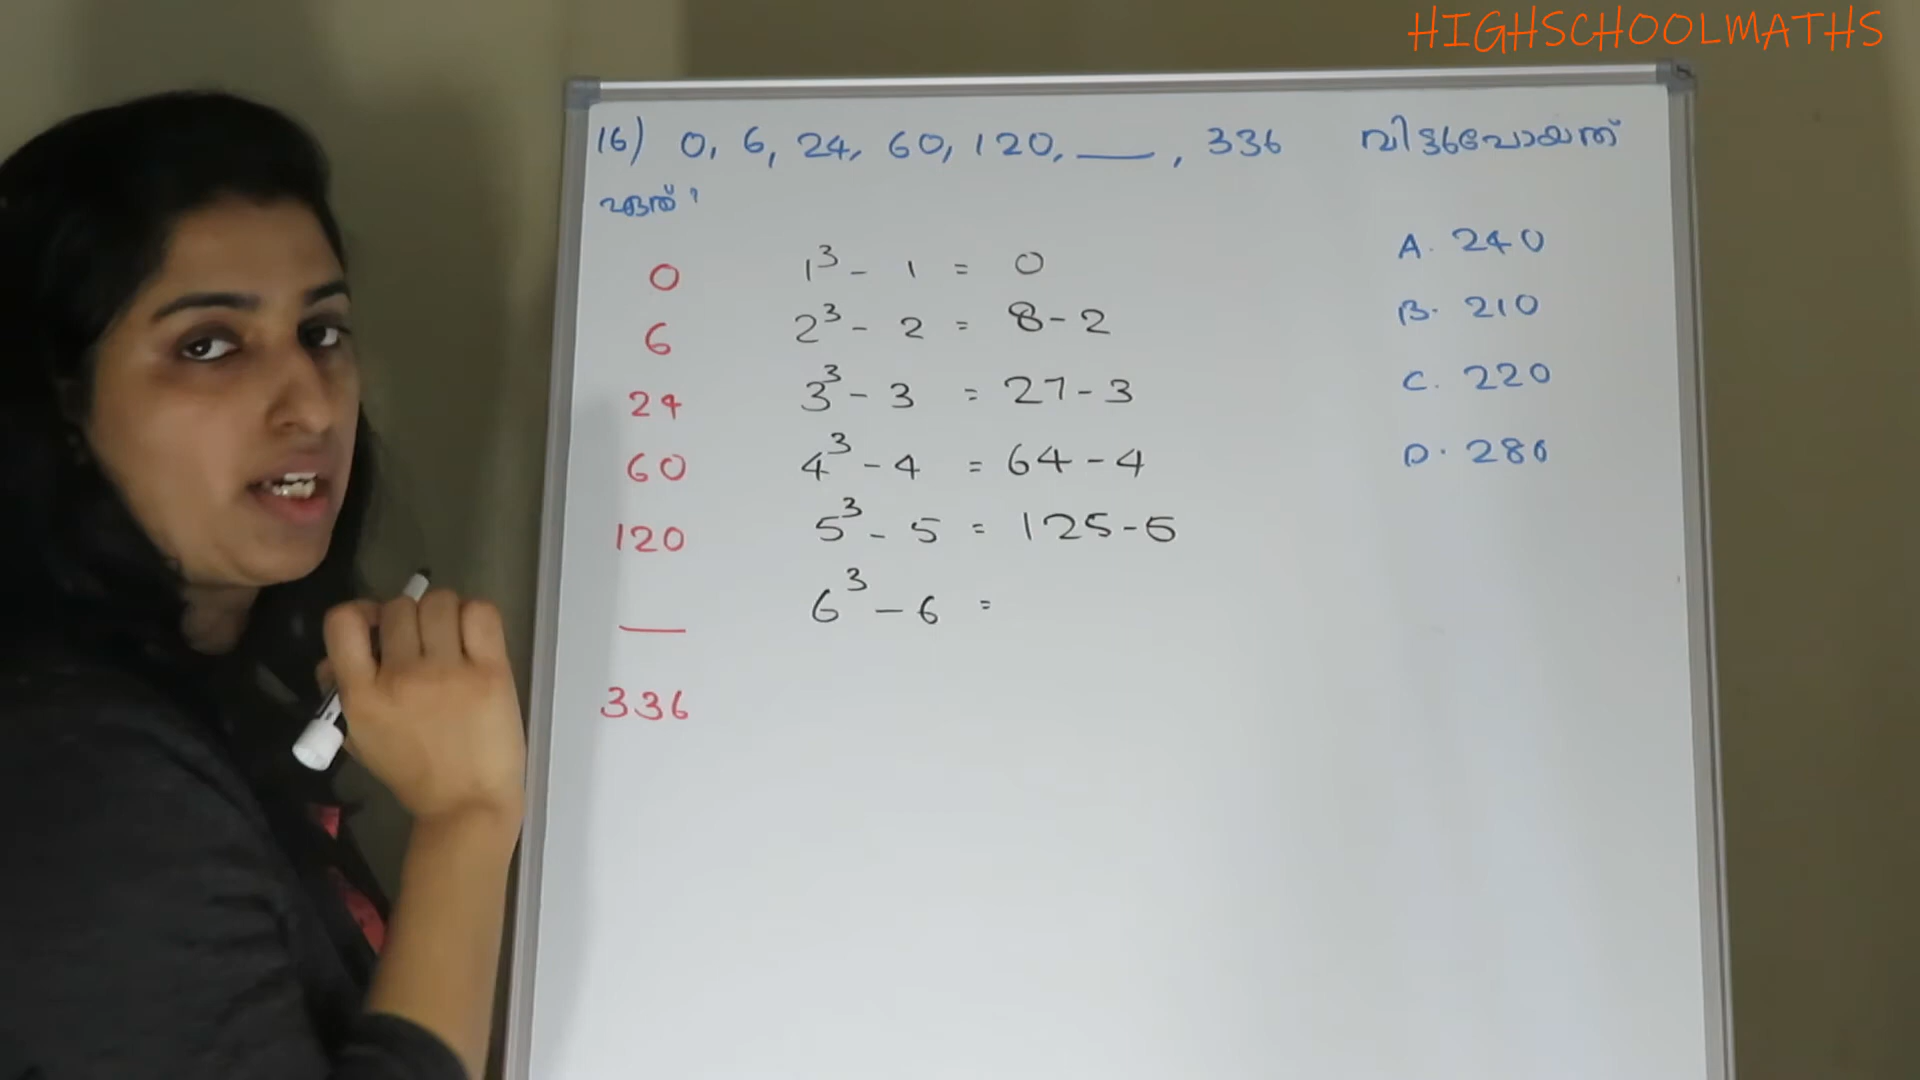 HIGHSCHOOLMATHS
16) 0, 6, 24, 60, 120, ___, 336 വിട്ടുപോയത്
ഏത് ?
A. 240
B. 210
C. 220
D. 280
0 1³ - 1 = 0
6 2³ - 2 = 8 - 2
24 3³ - 3 = 27 - 3
60 4³ - 4 = 64 - 4
120 5³ - 5 = 125 - 5
___ 6³ - 6 =
336